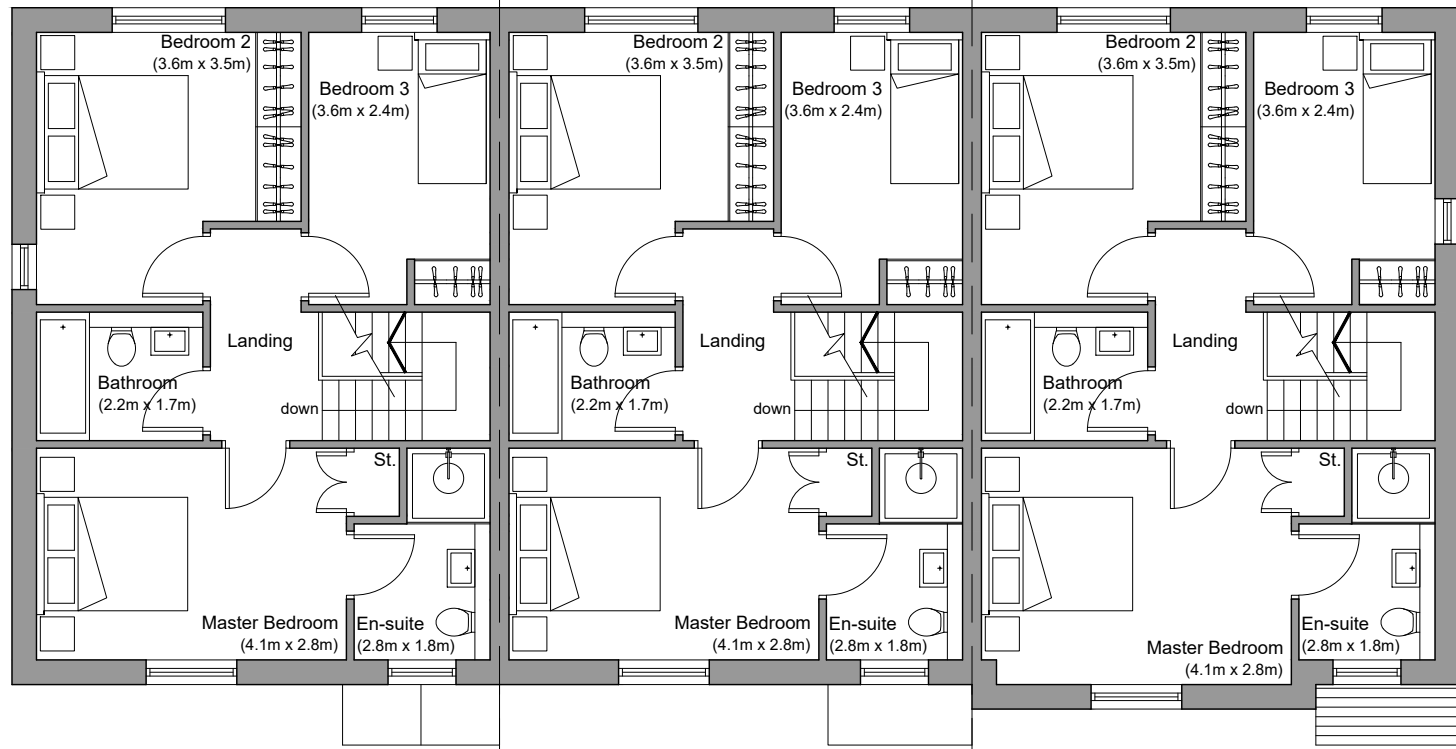 Bedroom 2
(3.6m x 3.5m)
Bedroom 3
(3.6m x 2.4m)
Landing
Bathroom
(2.2m x 1.7m)
down
St.
Master Bedroom
(4.1m x 2.8m)
En-suite
(2.8m x 1.8m)
Bedroom 2
(3.6m x 3.5m)
Bedroom 3
(3.6m x 2.4m)
Landing
Bathroom
(2.2m x 1.7m)
down
St.
Master Bedroom
(4.1m x 2.8m)
En-suite
(2.8m x 1.8m)
Bedroom 2
(3.6m x 3.5m)
Bedroom 3
(3.6m x 2.4m)
Landing
Bathroom
(2.2m x 1.7m)
down
St.
Master Bedroom
(4.1m x 2.8m)
En-suite
(2.8m x 1.8m)